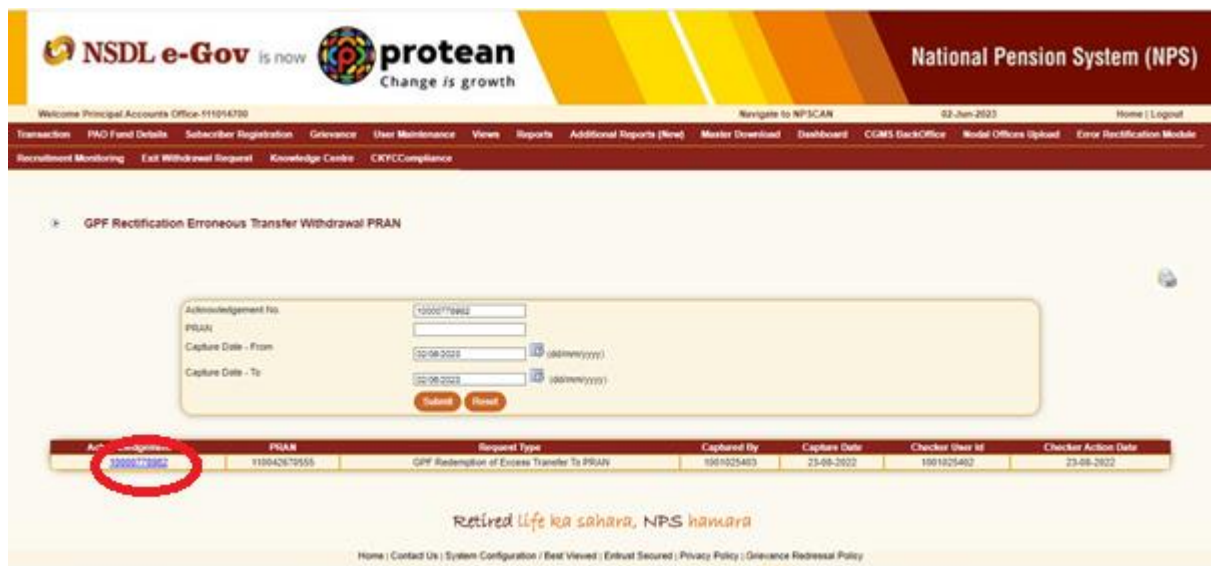 NSDL e-Gov is now protean
Change is growth
National Pension System (NPS)
Welcome Principal Accounts Office-111014700 Navigate to NPSCAN 02-Jun-2023 Home | Logout
Transaction PAO Fund Details Subscriber Registration Grievance User Maintenance Views Reports Additional Reports (New) Master Download Dashboard CGMS BackOffice Nodal Offices Upload Error Rectification Module
Recruitment Monitoring Exit Withdrawal Request Knowledge Centre CKYCCompliance
GPF Rectification Erroneous Transfer Withdrawal PRAN
Acknowledgement No. 10000778982
PRAN
Capture Date - From (dd/mm/yyyy)
Capture Date - To (dd/mm/yyyy)
Submit Reset
PRAN Request Type Captured By Capture Date Checker User Id Checker Action Date
10000778982 110042670555 GPF Redemption of Excess Transfer To PRAN 1001025403 23-08-2022 1001025402 23-08-2022
Retired life ka sahara, NPS hamara
Home | Contact Us | System Configuration / Best Viewed | Entrust Secured | Privacy Policy | Grievance Redressal Policy